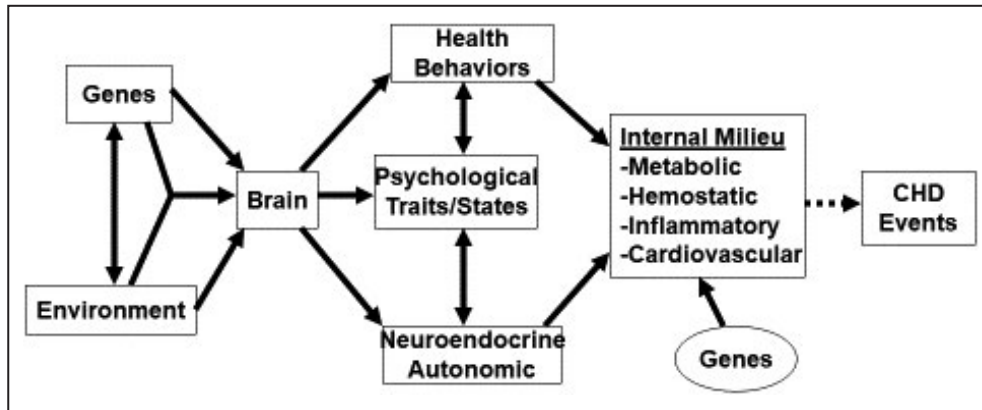 Health
Behaviors
Genes
Internal Milieu
-Metabolic
-Hemostatic
-Inflammatory
-Cardiovascular
Brain
Psychological
Traits/States
CHD
Events
Environment
Neuroendocrine
Autonomic
Genes